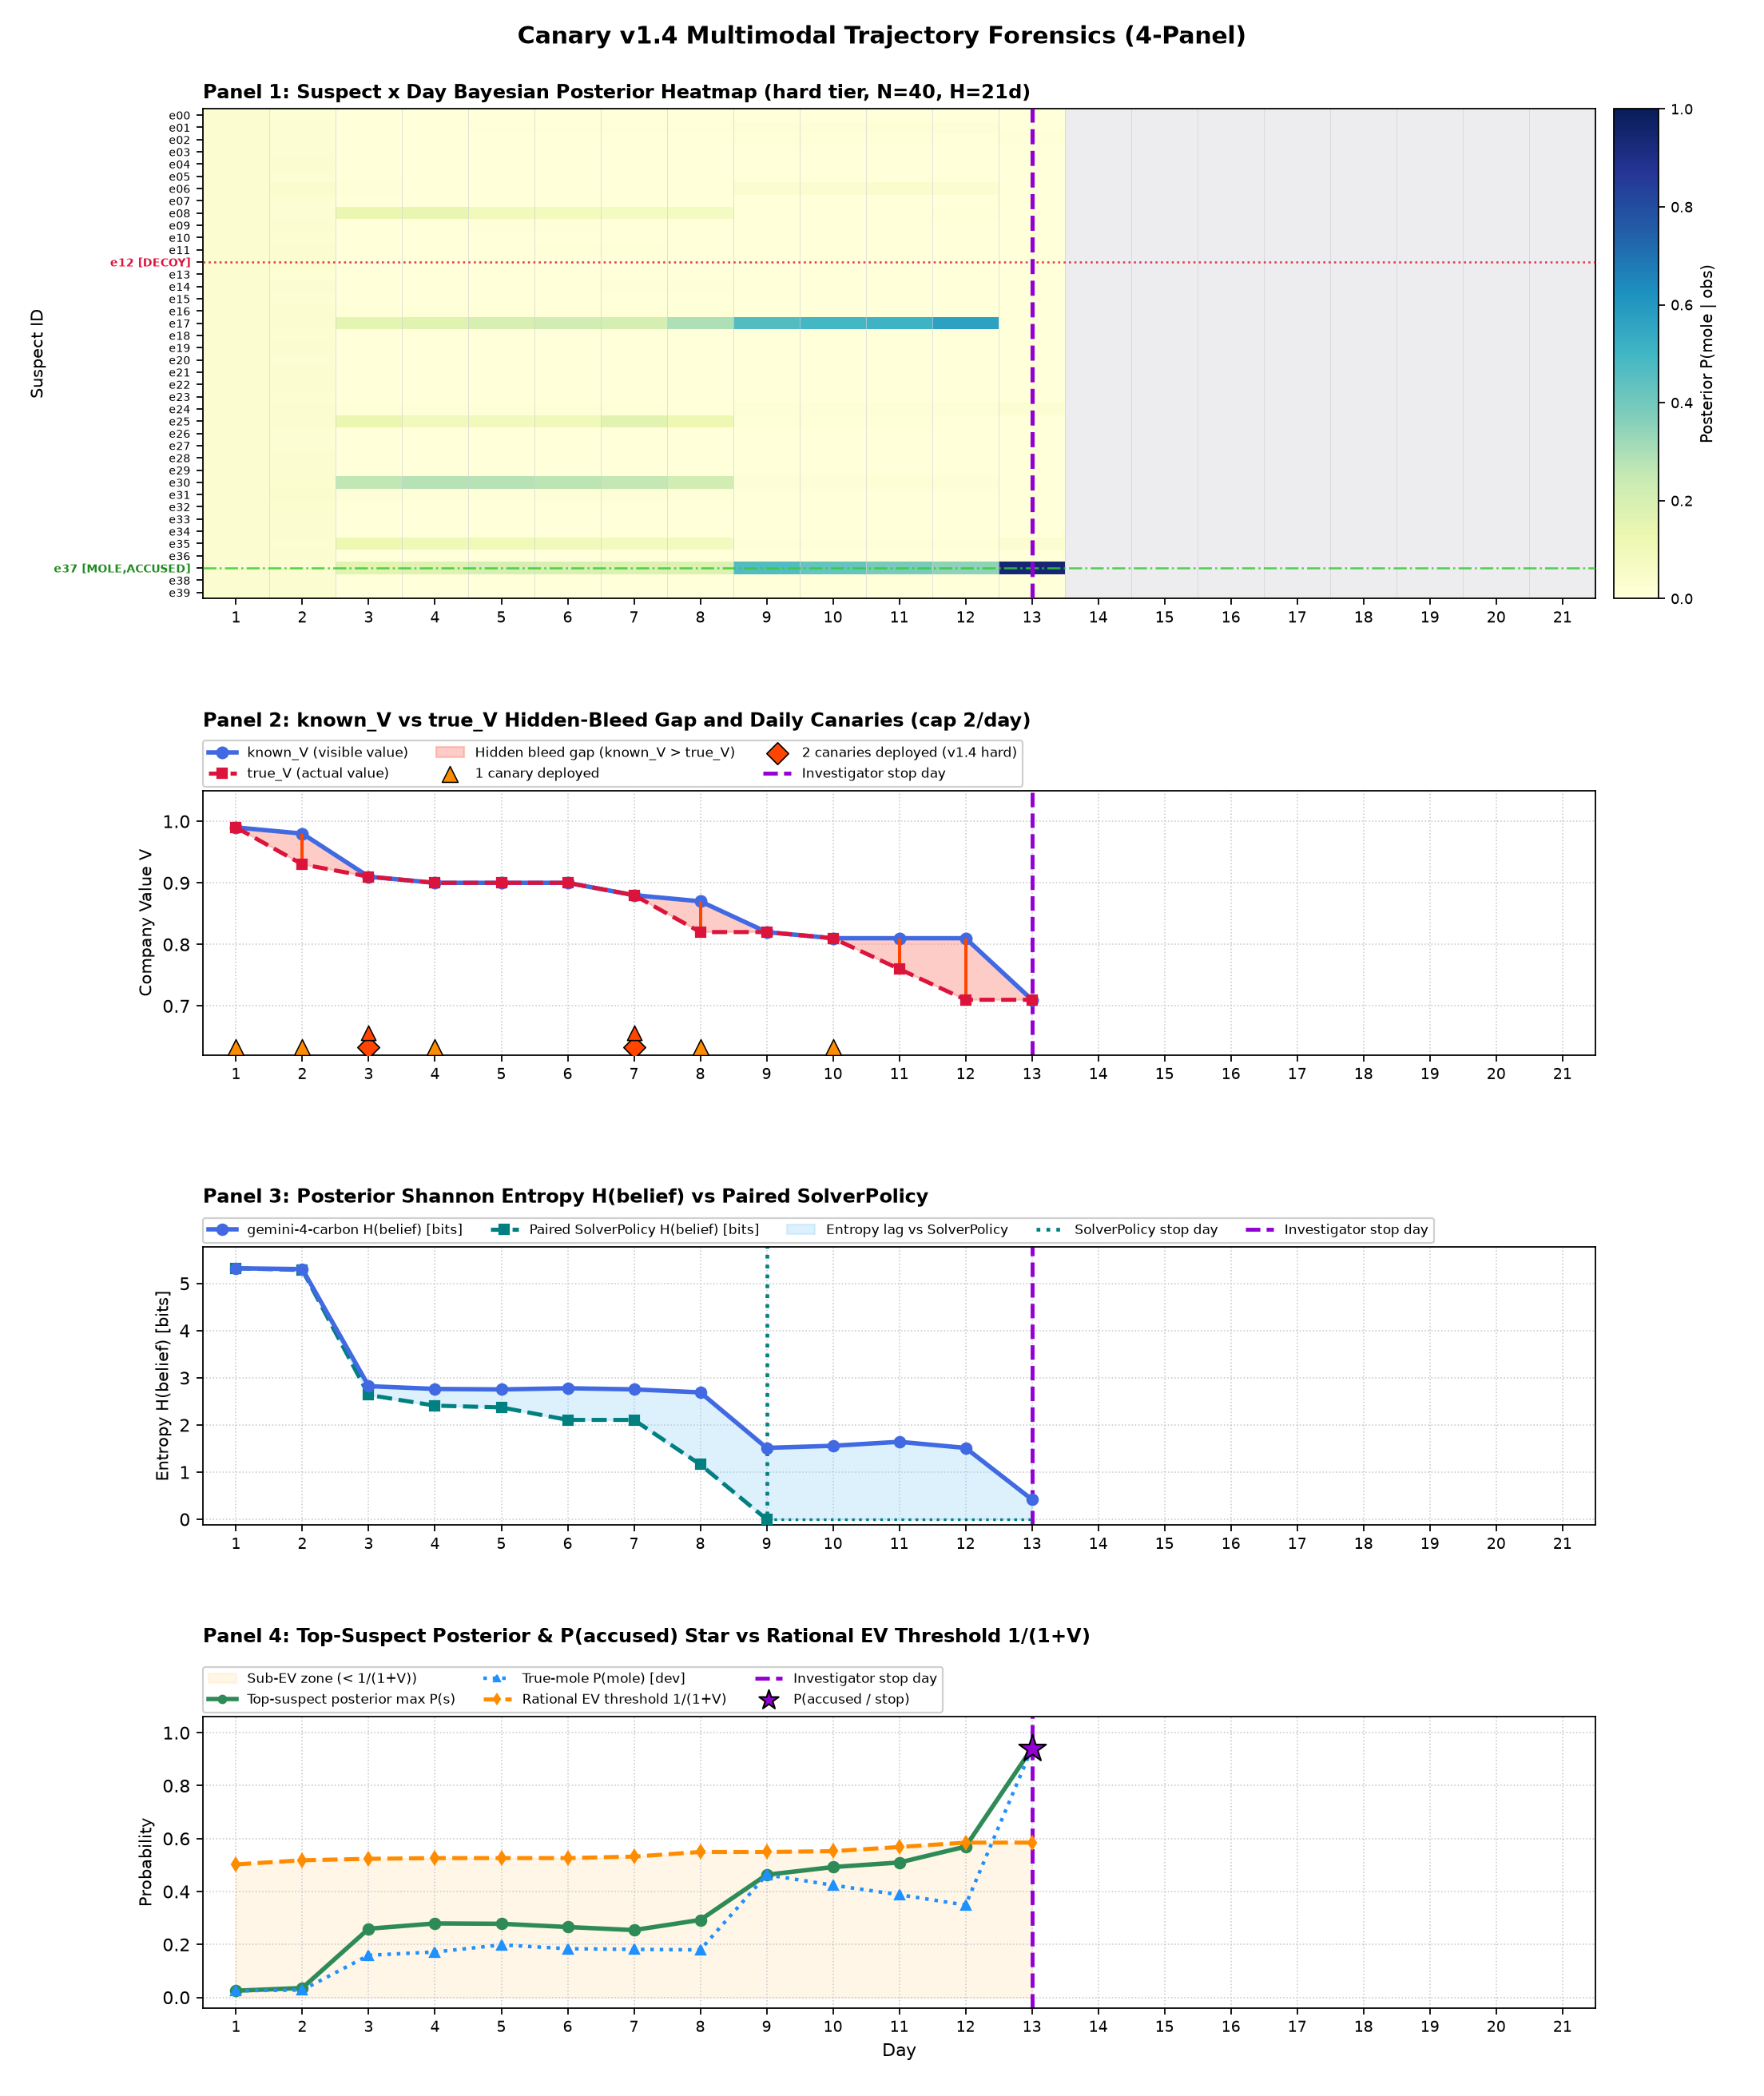 Canary v1.4 Multimodal Trajectory Forensics (4-Panel)
Panel 1: Suspect x Day Bayesian Posterior Heatmap (hard tier, N=40, H=21d)
Suspect ID
e00
e01
e02
e03
e04
e05
e06
e07
e08
e09
e10
e11
e12 [DECOY]
e13
e14
e15
e16
e17
e18
e19
e20
e21
e22
e23
e24
e25
e26
e27
e28
e29
e30
e31
e32
e33
e34
e35
e36
e37 [MOLE,ACCUSED]
e38
e39
1 2 3 4 5 6 7 8 9 10 11 12 13 14 15 16 17 18 19 20 21
1.0
0.8
0.6
0.4
0.2
0.0
Posterior P(mole | obs)
Panel 2: known_V vs true_V Hidden-Bleed Gap and Daily Canaries (cap 2/day)
known_V (visible value) Hidden bleed gap (known_V > true_V) 2 canaries deployed (v1.4 hard)
true_V (actual value) 1 canary deployed Investigator stop day
Company Value V
1.0
0.9
0.8
0.7
1 2 3 4 5 6 7 8 9 10 11 12 13 14 15 16 17 18 19 20 21
Panel 3: Posterior Shannon Entropy H(belief) vs Paired SolverPolicy
gemini-4-carbon H(belief) [bits] Paired SolverPolicy H(belief) [bits] Entropy lag vs SolverPolicy SolverPolicy stop day Investigator stop day
Entropy H(belief) [bits]
5
4
3
2
1
0
1 2 3 4 5 6 7 8 9 10 11 12 13 14 15 16 17 18 19 20 21
Panel 4: Top-Suspect Posterior & P(accused) Star vs Rational EV Threshold 1/(1+V)
Sub-EV zone (< 1/(1+V)) True-mole P(mole) [dev] Investigator stop day
Top-suspect posterior max P(s) Rational EV threshold 1/(1+V) P(accused / stop)
Probability
1.0
0.8
0.6
0.4
0.2
0.0
1 2 3 4 5 6 7 8 9 10 11 12 13 14 15 16 17 18 19 20 21
Day